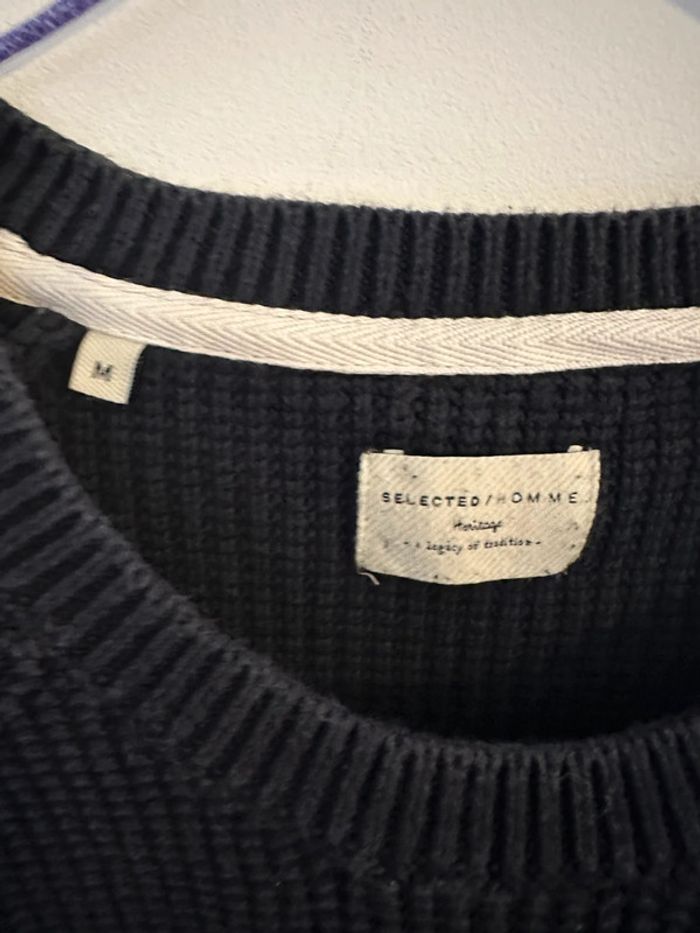 M
SELECTED/HOMME
Heritage
- a legacy of tradition -